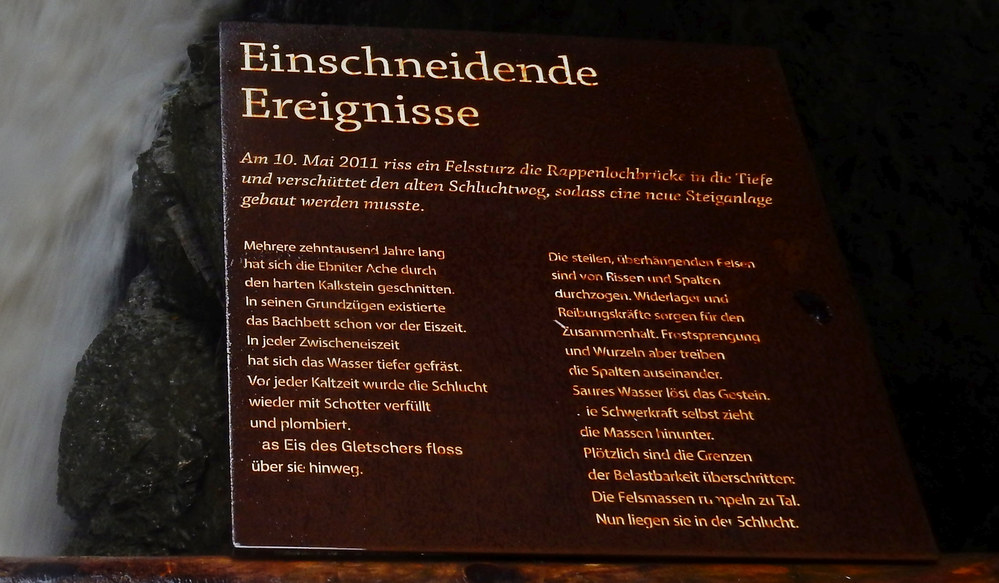 Einschneidende
Ereignisse
Am 10. Mai 2011 riss ein Felssturz die Rappenlochbrücke in die Tiefe
und verschüttet den alten Schluchtweg, sodass eine neue Steiganlage
gebaut werden musste.
Mehrere zehntausend Jahre lang
hat sich die Ebniter Ache durch
den harten Kalkstein geschnitten.
In seinen Grundzügen existierte
das Bachbett schon vor der Eiszeit.
In jeder Zwischeneiszeit
hat sich das Wasser tiefer gefräst.
Vor jeder Kaltzeit wurde die Schlucht
wieder mit Schotter verfüllt
und plombiert.
as Eis des Gletschers floss
über sie hinweg.
Die steilen, überhängenden Felsen
sind von Rissen und Spalten
durchzogen. Widerlager und
Reibungskräfte sorgen für den
Zusammenhalt. Frostsprengung
und Wurzeln aber treiben
die Spalten auseinander.
Saures Wasser löst das Gestein.
ie Schwerkraft selbst zieht
die Massen hinunter.
Plötzlich sind die Grenzen
der Belastbarkeit überschritten:
Die Felsmassen rumpeln zu Tal.
Nun liegen sie in der Schlucht.